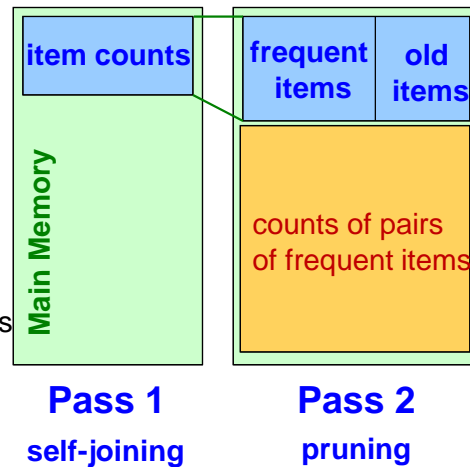 item counts
frequent
items
old
items
Main Memory
counts of pairs
of frequent items
s
Pass 1
Pass 2
self-joining
pruning